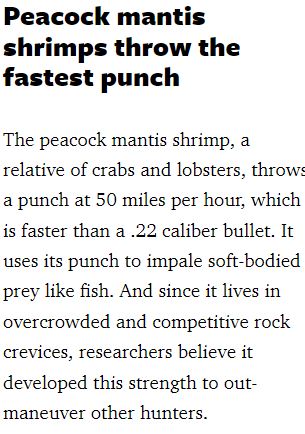 Peacock mantis
shrimps throw the
fastest punch
The peacock mantis shrimp, a
relative of crabs and lobsters, throws
a punch at 50 miles per hour, which
is faster than a .22 caliber bullet. It
uses its punch to impale soft-bodied
prey like fish. And since it lives in
overcrowded and competitive rock
crevices, researchers believe it
developed this strength to out-
maneuver other hunters.